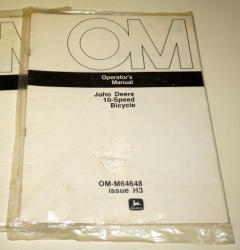 OM
Operator's
Manual
John Deere
10-Speed
Bicycle
OM-M64648
issue H3